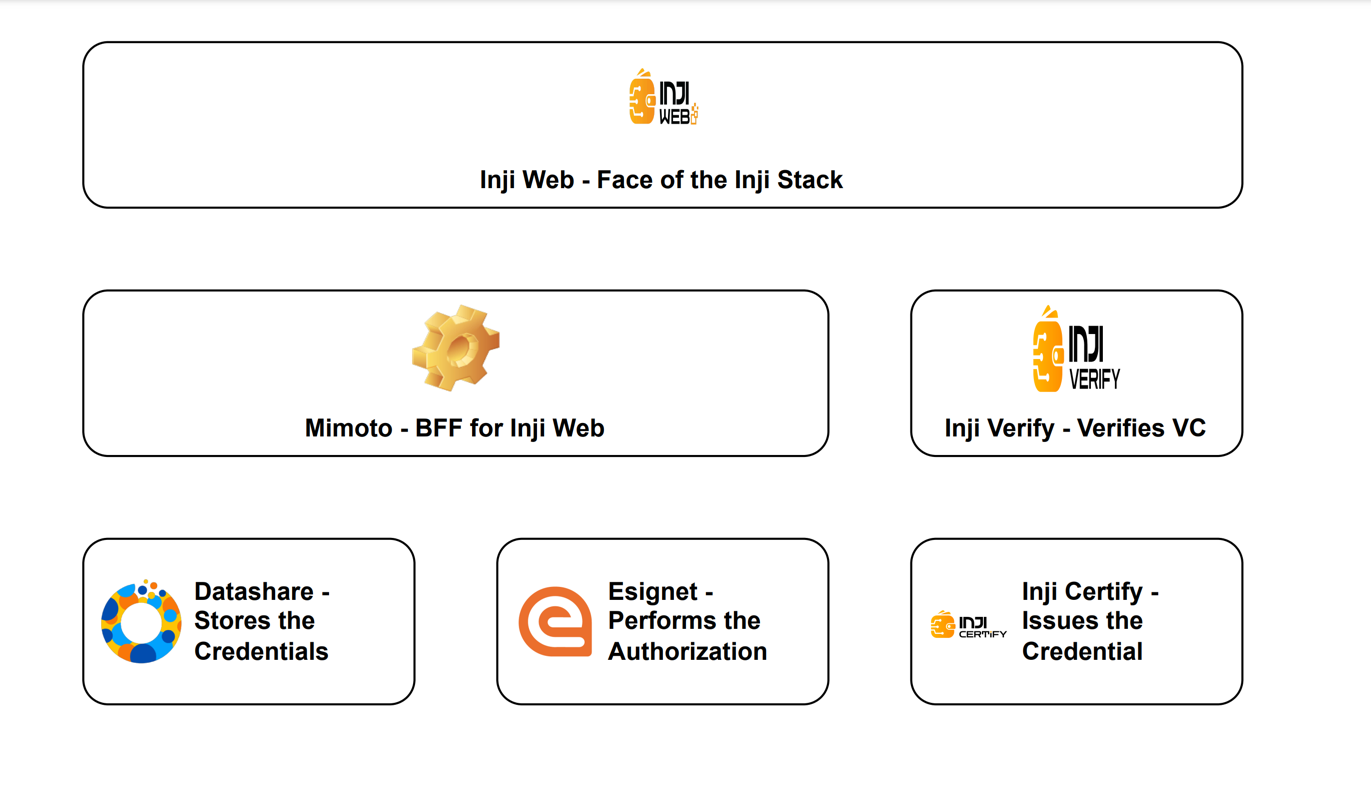 INJI
WEB
Inji Web - Face of the Inji Stack
Mimoto - BFF for Inji Web
INJI
VERIFY
Inji Verify - Verifies VC
Datashare -
Stores the
Credentials
Esignet -
Performs the
Authorization
INJI
CERTIFY
Inji Certify -
Issues the
Credential